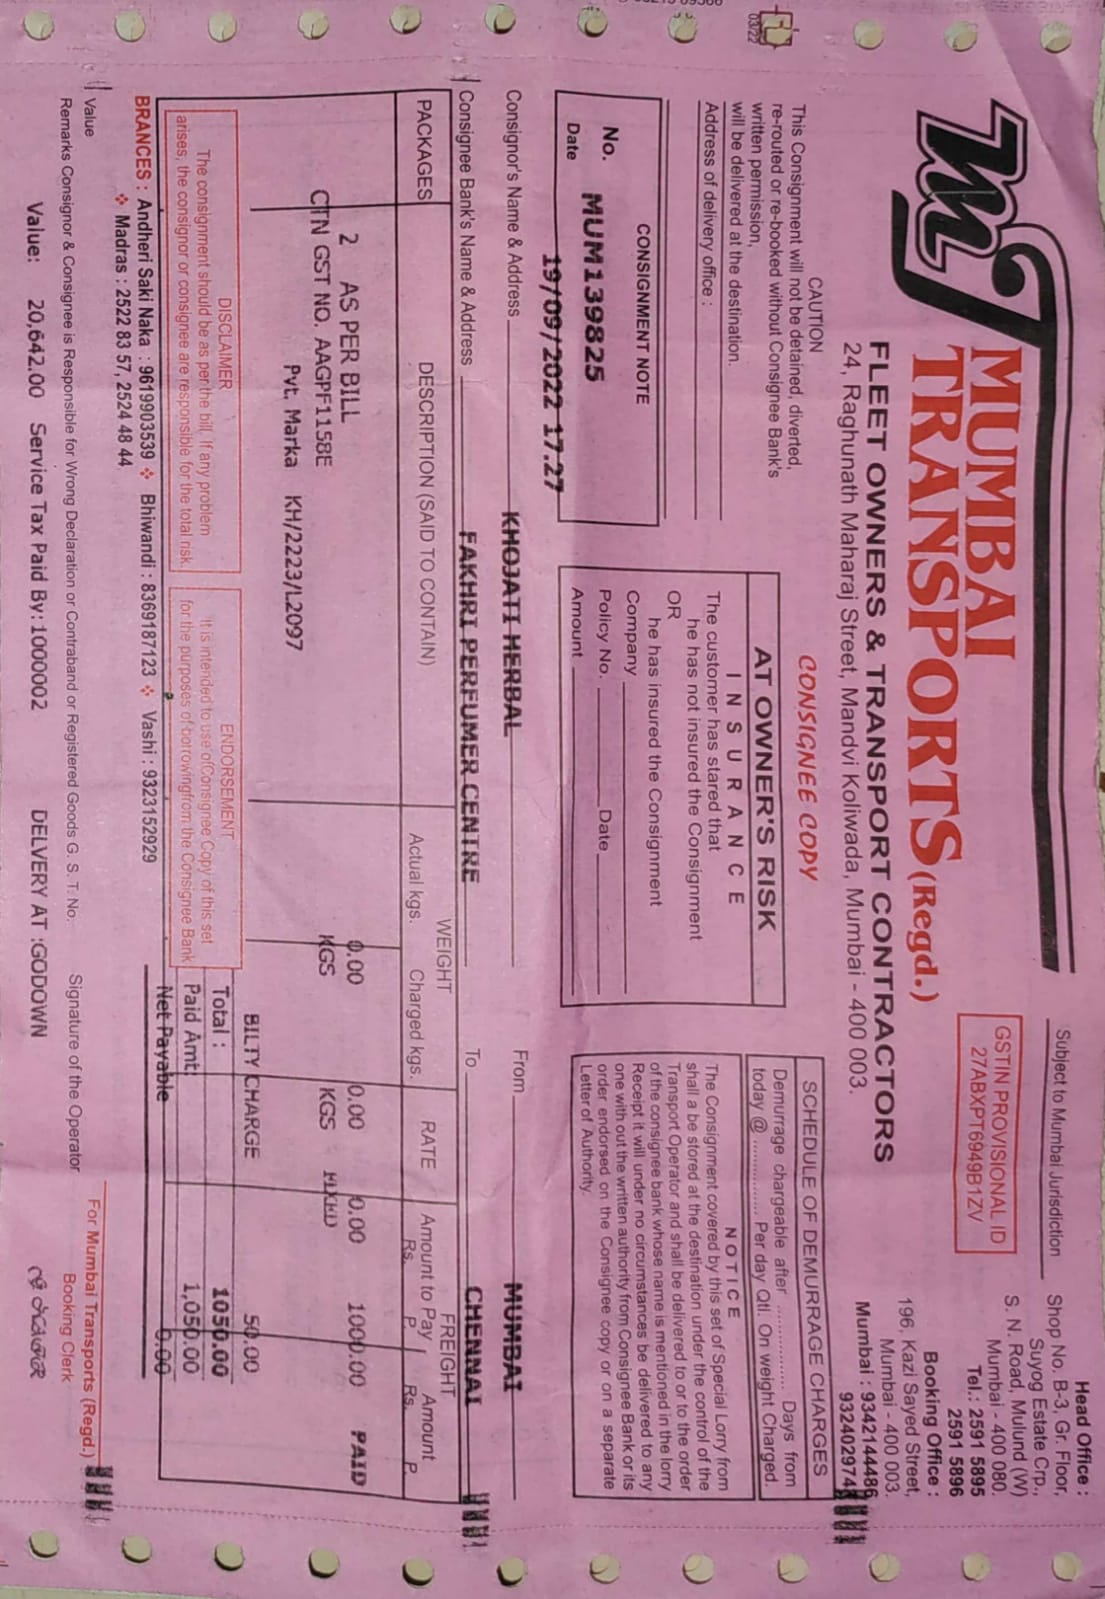 Subject to Mumbai Jurisdiction
MUMBAI
TRANSPORTS (Regd.)
FLEET OWNERS & TRANSPORT CONTRACTORS
24, Raghunath Maharaj Street, Mandvi Koliwada, Mumbai - 400 003.
GSTIN PROVISIONAL ID
27ABXPT6949B1ZV
Head Office :
Shop No. B-3, Gr. Floor,
Suyog Estate Crp.,
S. N. Road, Mulund (W)
Mumbai - 400 080.
Tel.: 2591 5895
2591 5896
Booking Office :
196, Kazi Sayed Street,
Mumbai - 400 003.
Mumbai : 9342144486
CAUTION
This Consignment will not be detained, diverted,
re-routed or re-booked without Consignee Bank's
written permission,
will be delivered at the destination.
Address of delivery office :
CONSIGNMENT NOTE
No. MUM139825
Date 19/09/2022 17.27
CONSIGNEE COPY
AT OWNER'S RISK
INSURANCE
The customer has stared that
he has not insured the Consignment
OR
he has insured the Consignment
Company
Policy No. Date
Amount
SCHEDULE OF DEMURRAGE CHARGES
Demurrage chargeable after .............. Days from
today @ .............. Per day Qtl. On weight Charged.
NOTICE
The Consignment covered by this set of Special Lorry from
shall a be stored at the destination under the control of the
Transport Operator and shall be delivered to or to the order
of the consignee bank whose name is mentioned in the lorry
Receipt it will under no circumstances be delivered to any
one with out the written authority from Consignee Bank or its
order endorsed on the Consignee copy or on a separate
Letter of Authority.
Consignor's Name & Address KHOJATI HERBAL From MUMBAI
Consignee Bank's Name & Address FAKHRI PERFUMER CENTRE To CHENNAI
PACKAGES DESCRIPTION (SAID TO CONTAIN) WEIGHT RATE FREIGHT
Actual kgs. Charged kgs. Amount to Pay Amount
Rs. P. Rs. P.
2 AS PER BILL 0.00 0.00 0.00 1000.00 PAID
CTN GST NO. AAGPF1158E KGS KGS FIXED
Pvt. Marka KH/2223/L2097
BILTY CHARGE 50.00
Total : 1050.00
Paid Amt: 1,050.00
Net Payable 0.00
DISCLAIMER
The consignment should be as per the bill, If any problem
arises, the consignor or consignee are responsible for the total risk.
ENDORSEMENT
It is intended to use of Consignee Copy of this set
for the purposes of borrowing from the Consignee Bank
BRANCES : Andheri Saki Naka : 9619903539 ❖ Bhiwandi : 8369187123 ❖ Vashi : 9323152929
❖ Madras : 2522 83 57, 2524 48 44
Value
Remarks Consignor & Consignee is Responsible for Wrong Declaration or Contraband or Registered Goods G. S. T. No. Signature of the Operator
For Mumbai Transports (Regd.)
Booking Clerk
Value: 20,642.00 Service Tax Paid By:1000002 DELVERY AT :GODOWN